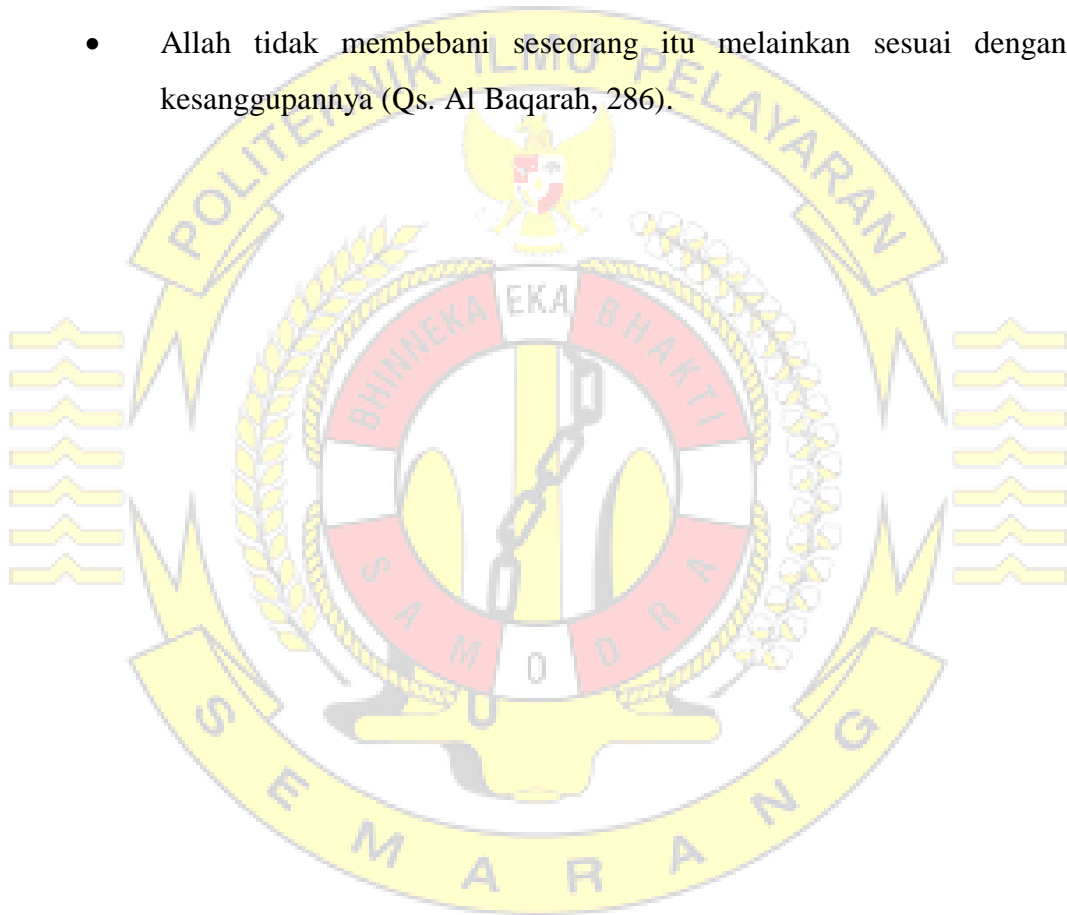 • Allah tidak membebani seseorang itu melainkan sesuai dengan
kesanggupannya (Qs. Al Baqarah, 286).
POLITEKNIK ILMU PELAYARAN
BHINNEKA EKA BHAKTI
SAMODRA
SEMARANG